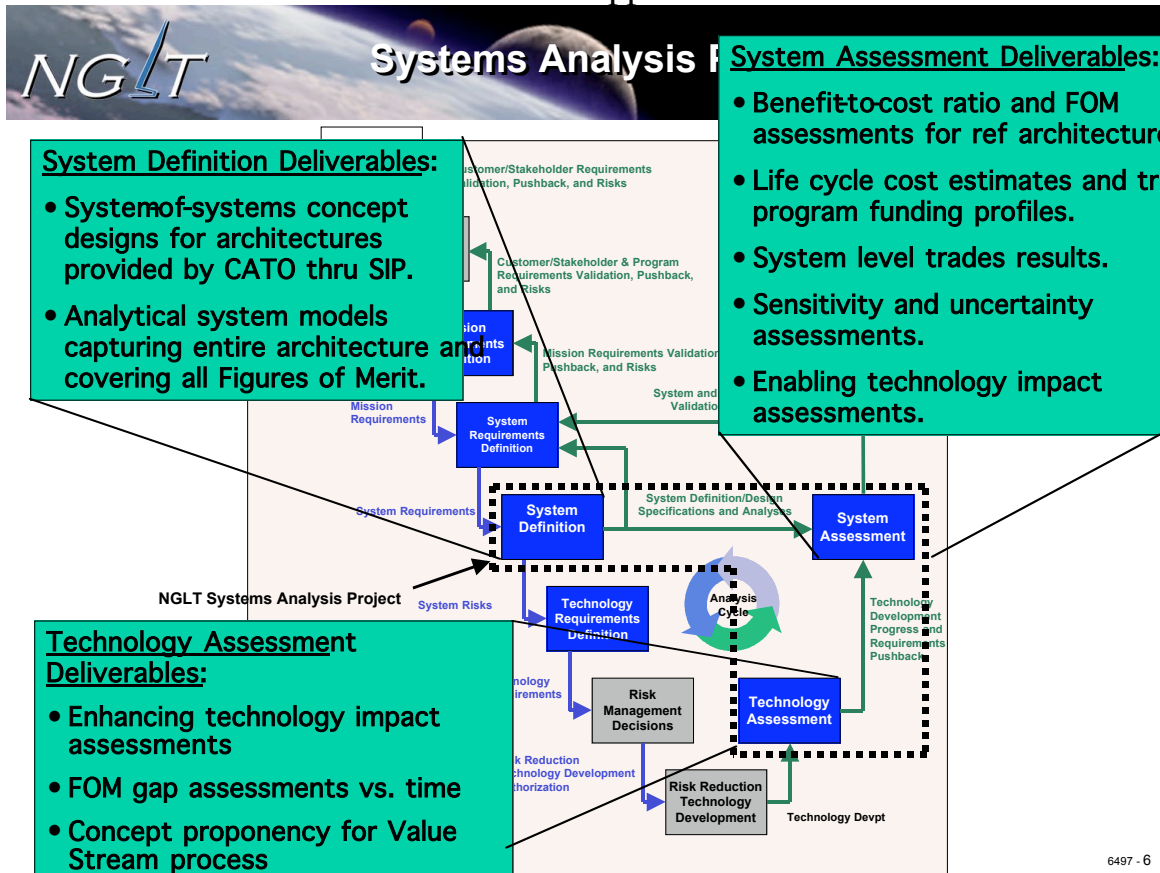 NGLT
Systems Analysis
System Assessment Deliverables:
• Benefit-to-cost ratio and FOM
assessments for ref architecture
• Life cycle cost estimates and
program funding profiles.
• System level trades results.
• Sensitivity and uncertainty
assessments.
• Enabling technology impact
assessments.
System Definition Deliverables:
• System-of-systems concept
designs for architectures
provided by CATO thru SIP.
• Analytical system models
capturing entire architecture and
covering all Figures of Merit.
Customer/Stakeholder Requirements
Validation, Pushback, and Risks
Customer/Stakeholder & Program
Requirements Validation, Pushback,
and Risks
Mission Requirements Validation
Pushback, and Risks
System and
Mission
Requirements
System
Requirements
Definition
System Requirements
System
Definition
System Definition/Design
Specifications and Analyses
System
Assessment
NGLT Systems Analysis Project
System Risks
Technology
Requirements
Definition
Analysis
Cycle
Technology
Development
Progress and
Requirements
Pushback
Technology Assessment
Deliverables:
• Enhancing technology impact
assessments
• FOM gap assessments vs. time
• Concept proponency for Value
Stream process
Risk
Management
Decisions
Technology
Assessment
Risk Reduction
Technology
Development
Technology Devpt
6497 - 6